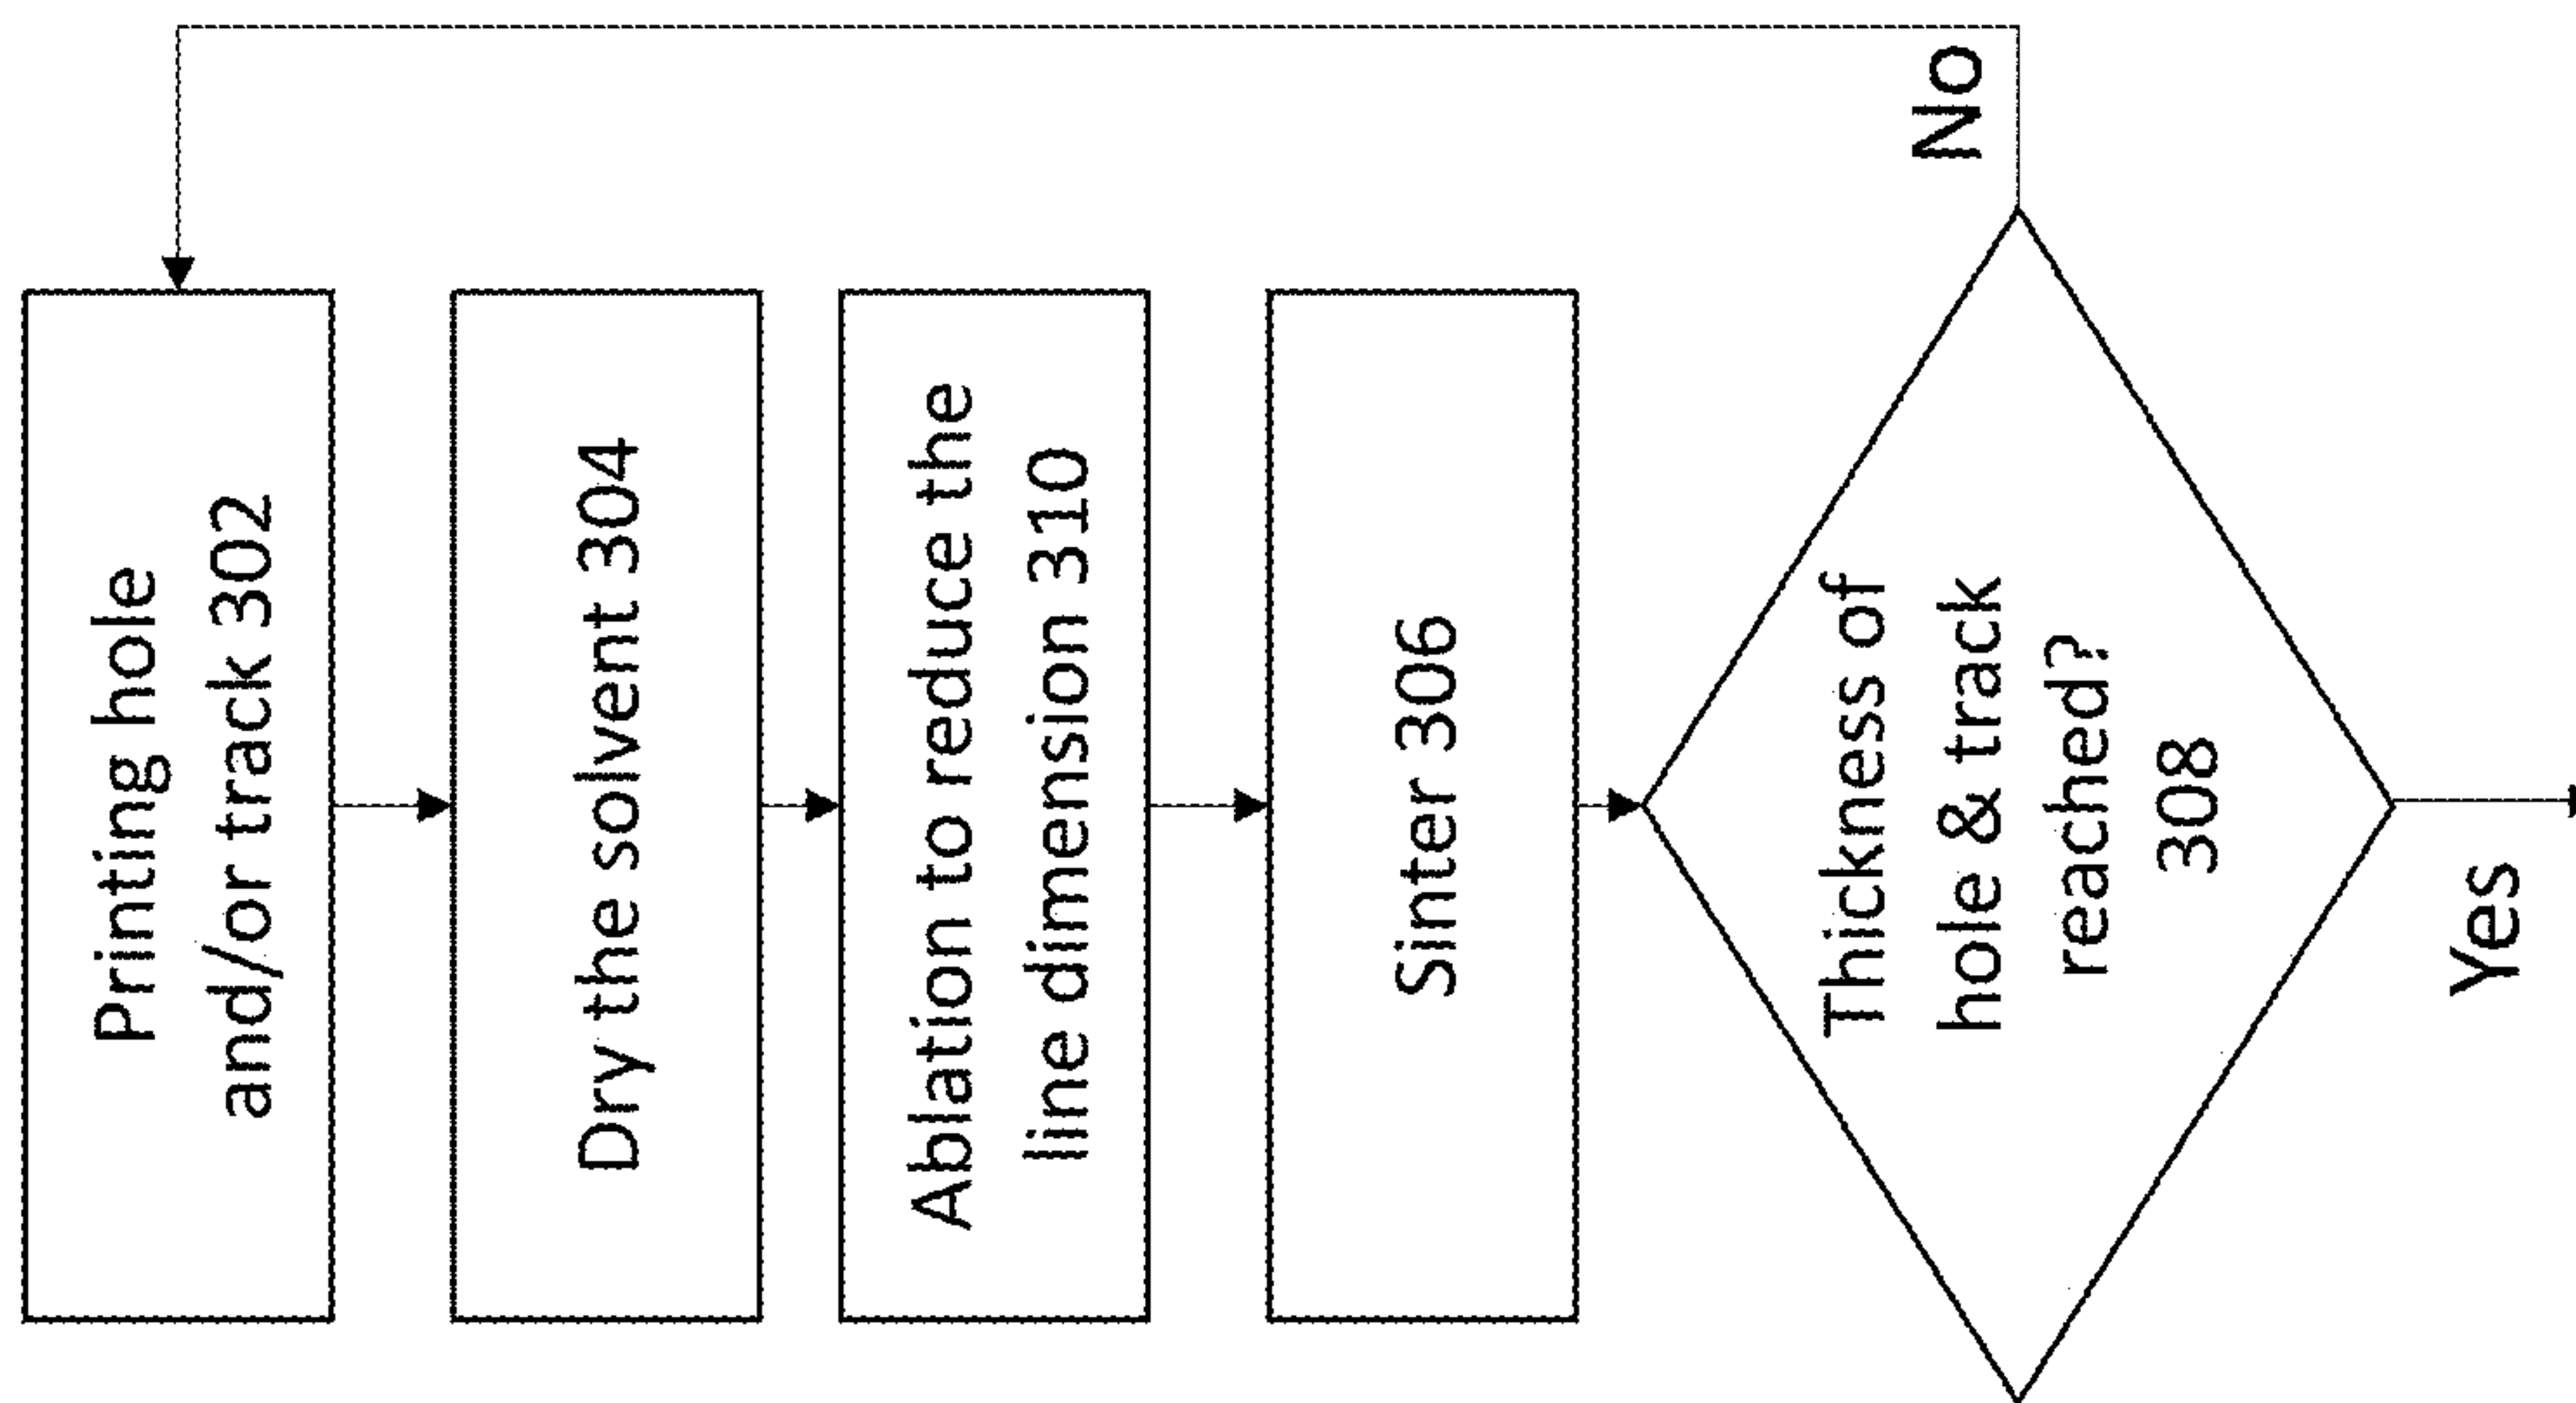 Printing hole
and/or track 302
Dry the solvent 304
Ablation to reduce the
line dimension 310
Sinter 306
Thickness of
hole & track
reached?
308
No
Yes